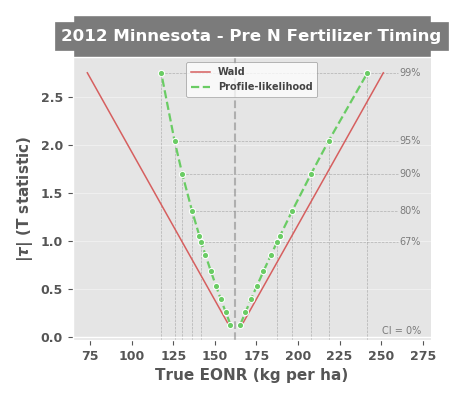 2012 Minnesota - Pre N Fertilizer Timing
Wald
Profile-likelihood
99%
95%
90%
80%
67%
CI = 0%
|τ| (T statistic)
2.5
2.0
1.5
1.0
0.5
0.0
75 100 125 150 175 200 225 250 275
True EONR (kg per ha)